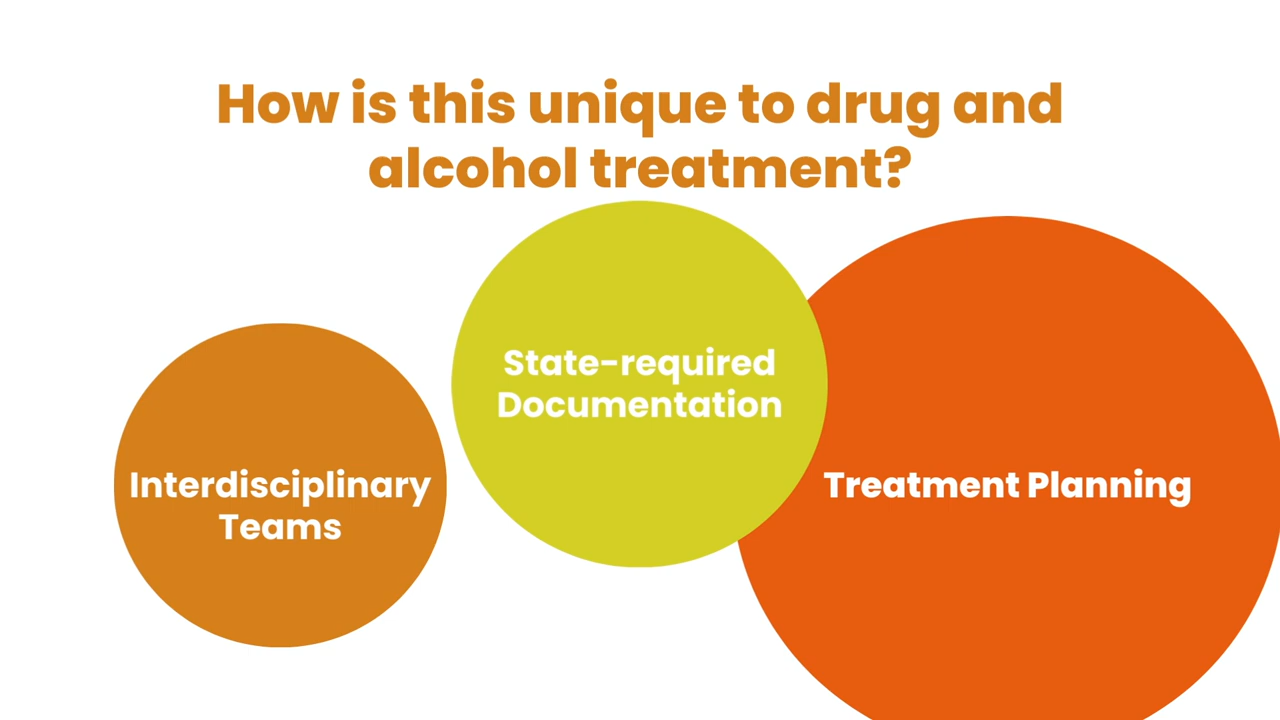 How is this unique to drug and
alcohol treatment?
Interdisciplinary
Teams
State-required
Documentation
Treatment Planning